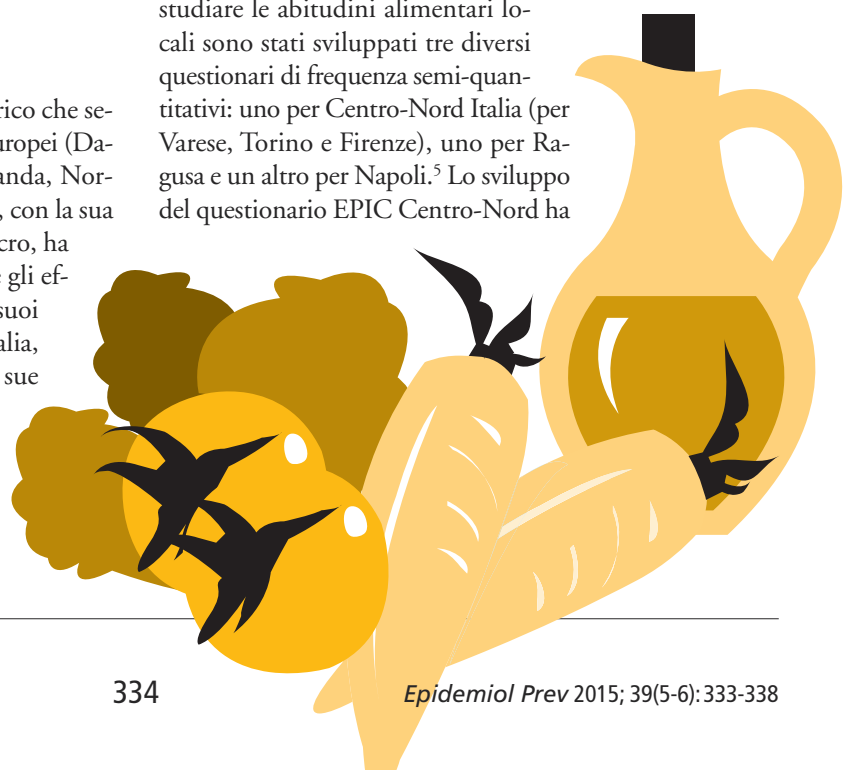 rico che se-
uropei (Da-
anda, Nor-
, con la sua
cro, ha
e gli ef-
suoi
alia,
sue
studiare le abitudini alimentari lo-
cali sono stati sviluppati tre diversi
questionari di frequenza semi-quan-
titativi: uno per Centro-Nord Italia (per
Varese, Torino e Firenze), uno per Ra-
gusa e un altro per Napoli.⁵ Lo sviluppo
del questionario EPIC Centro-Nord ha
334
Epidemiol Prev 2015; 39(5-6):333-338